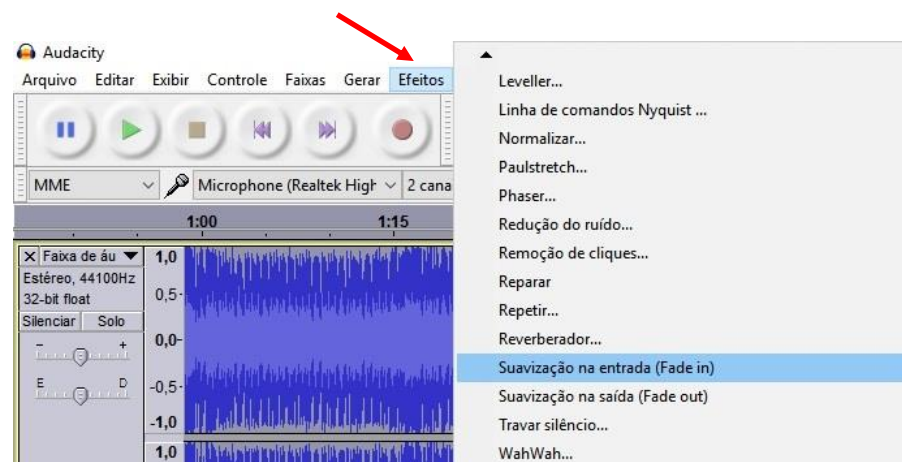 Audacity
Arquivo Editar Exibir Controle Faixas Gerar Efeitos
MME Microphone (Realtek High 2 cana
1:00 1:15
Faixa de áu
Estéreo, 44100Hz
32-bit float
Silenciar Solo
- +
E D
1,0
0,5-
0,0-
-0,5-
-1,0
1,0
Leveller...
Linha de comandos Nyquist ...
Normalizar...
Paulstretch...
Phaser...
Redução do ruído...
Remoção de cliques...
Reparar
Repetir...
Reverberador...
Suavização na entrada (Fade in)
Suavização na saída (Fade out)
Travar silêncio...
WahWah...